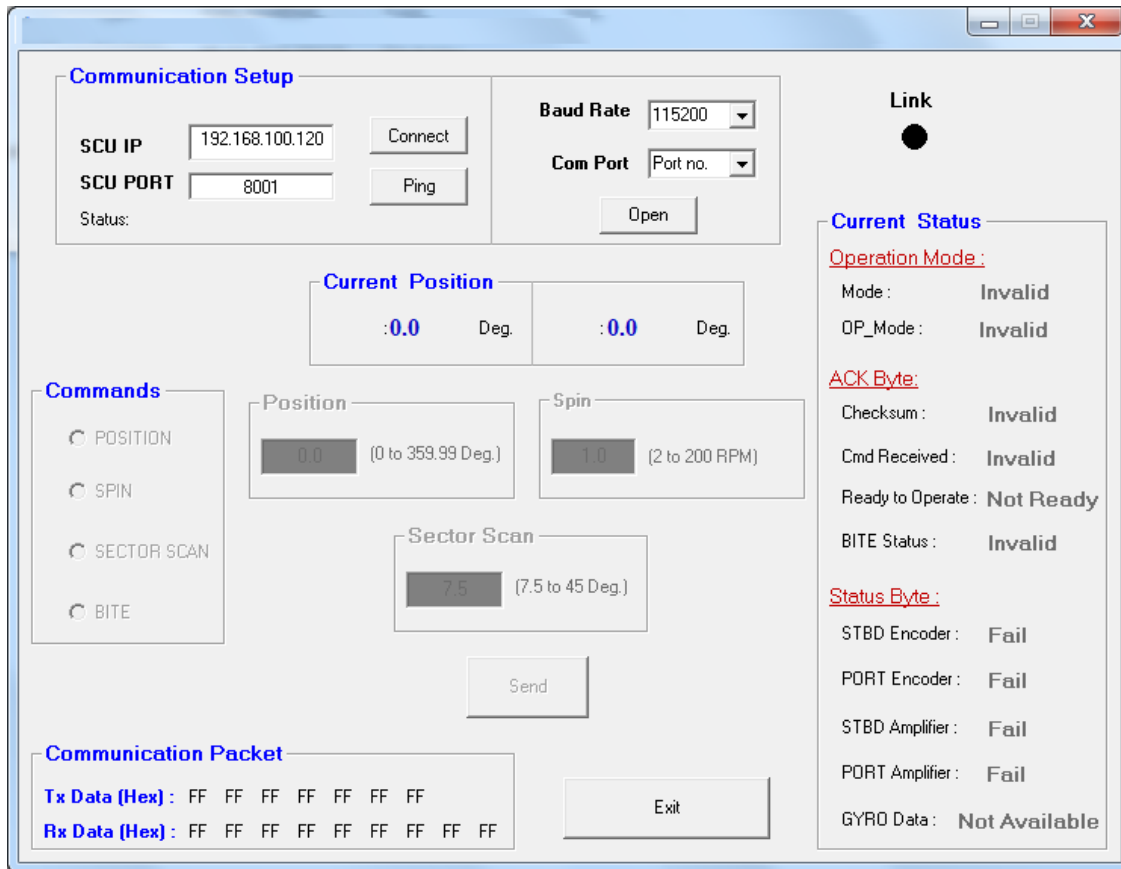 Communication Setup
SCU IP 192.168.100.120 Connect
SCU PORT 8001 Ping
Status:
Baud Rate 115200
Com Port Port no.
Open
Link
Current Position
:0.0 Deg. :0.0 Deg.
Commands
POSITION
SPIN
SECTOR SCAN
BITE
Position
0.0 (0 to 359.99 Deg.)
Spin
1.0 (2 to 200 RPM)
Sector Scan
7.5 (7.5 to 45 Deg.)
Send
Communication Packet
Tx Data (Hex) : FF FF FF FF FF FF FF
Rx Data (Hex) : FF FF FF FF FF FF FF FF FF
Exit
Current Status
Operation Mode :
Mode : Invalid
OP_Mode : Invalid
ACK Byte:
Checksum : Invalid
Cmd Received : Invalid
Ready to Operate : Not Ready
BITE Status : Invalid
Status Byte :
STBD Encoder : Fail
PORT Encoder : Fail
STBD Amplifier : Fail
PORT Amplifier : Fail
GYRO Data : Not Available